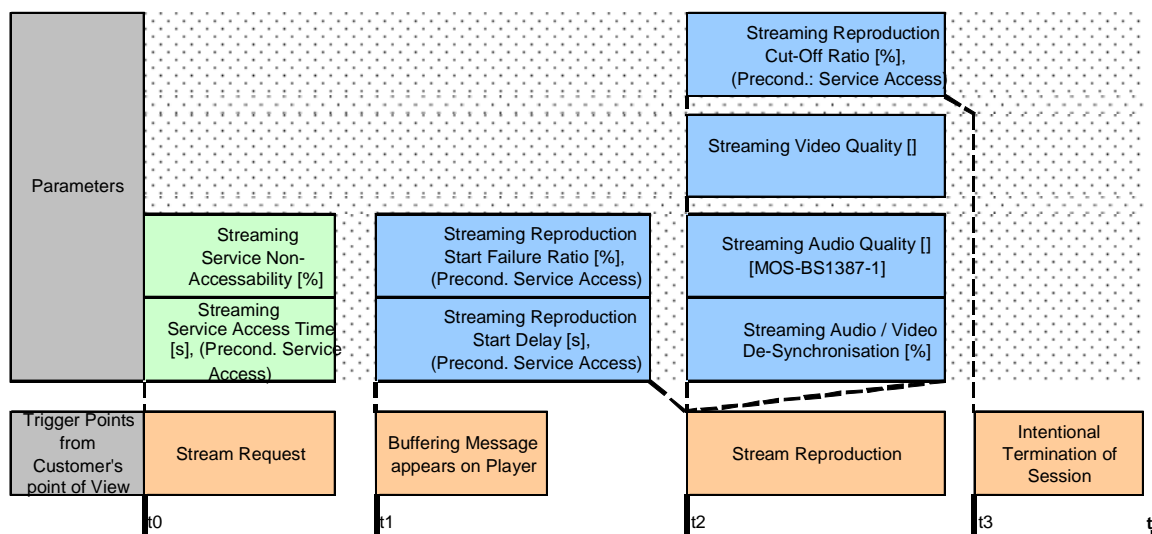 Streaming Reproduction
Cut-Off Ratio [%],
(Precond.: Service Access)
Streaming Video Quality []
Parameters
Streaming
Service Non-
Accessability [%]
Streaming Reproduction
Start Failure Ratio [%],
(Precond. Service Access)
Streaming Audio Quality []
[MOS-BS1387-1]
Streaming
Service Access Time
[s], (Precond. Service
Access)
Streaming Reproduction
Start Delay [s],
(Precond. Service Access)
Streaming Audio / Video
De-Synchronisation [%]
Trigger Points
from
Customer's
point of View
Stream Request
Buffering Message
appears on Player
Stream Reproduction
Intentional
Termination of
Session
t0
t1
t2
t3
t